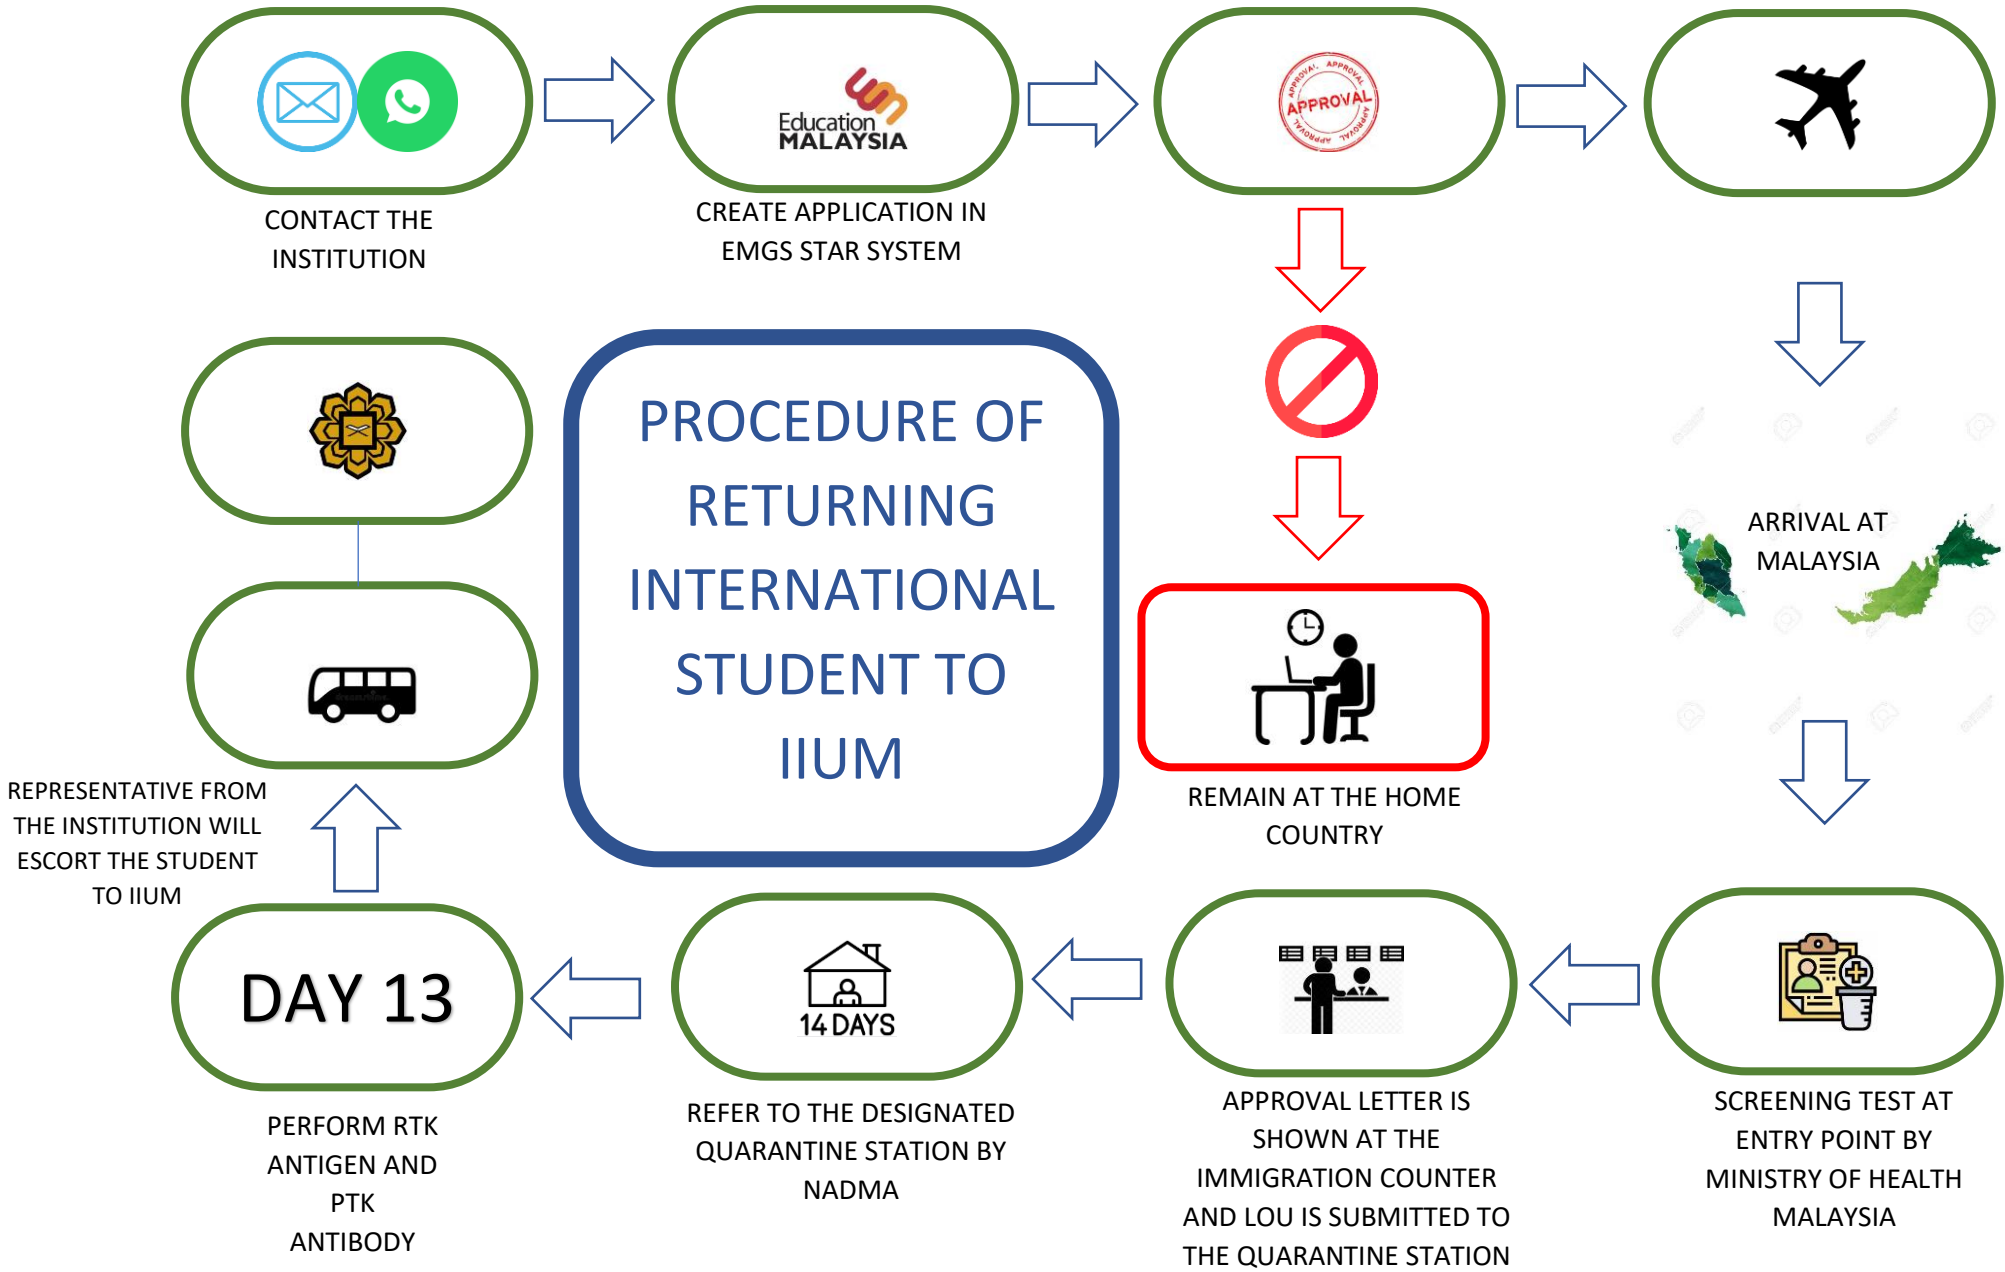 CONTACT THE
INSTITUTION
Education
MALAYSIA
CREATE APPLICATION IN
EMGS STAR SYSTEM
APPROVAL
APPROVAL
APPROVAL
APPROVAL
APPROVAL
ARRIVAL AT
MALAYSIA
PROCEDURE OF
RETURNING
INTERNATIONAL
STUDENT TO
IIUM
REMAIN AT THE HOME
COUNTRY
SCREENING TEST AT
ENTRY POINT BY
MINISTRY OF HEALTH
MALAYSIA
APPROVAL LETTER IS
SHOWN AT THE
IMMIGRATION COUNTER
AND LOU IS SUBMITTED TO
THE QUARANTINE STATION
14 DAYS
REFER TO THE DESIGNATED
QUARANTINE STATION BY
NADMA
DAY 13
PERFORM RTK
ANTIGEN AND
PTK
ANTIBODY
REPRESENTATIVE FROM
THE INSTITUTION WILL
ESCORT THE STUDENT
TO IIUM